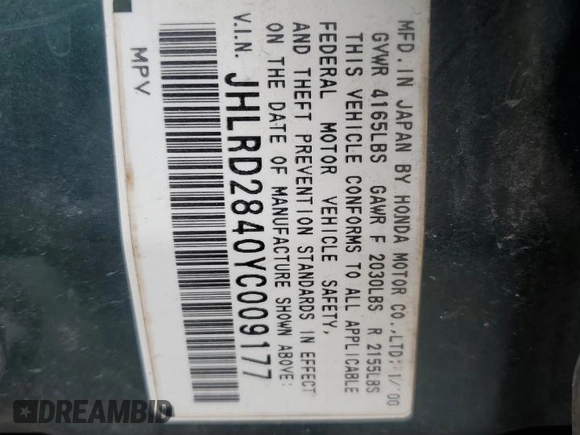 MFD. IN JAPAN BY HONDA MOTOR CO.,LTD; 1/00
GVWR 4165LBS GAWR F 2030LBS R 2155LBS
THIS VEHICLE CONFORMS TO ALL APPLICABLE
FEDERAL MOTOR VEHICLE SAFETY,
AND THEFT PREVENTION STANDARDS IN EFFECT
ON THE DATE OF MANUFACTURE SHOWN ABOVE:
V.I.N. JHLRD2840YC009177
MPV
DREAMBID